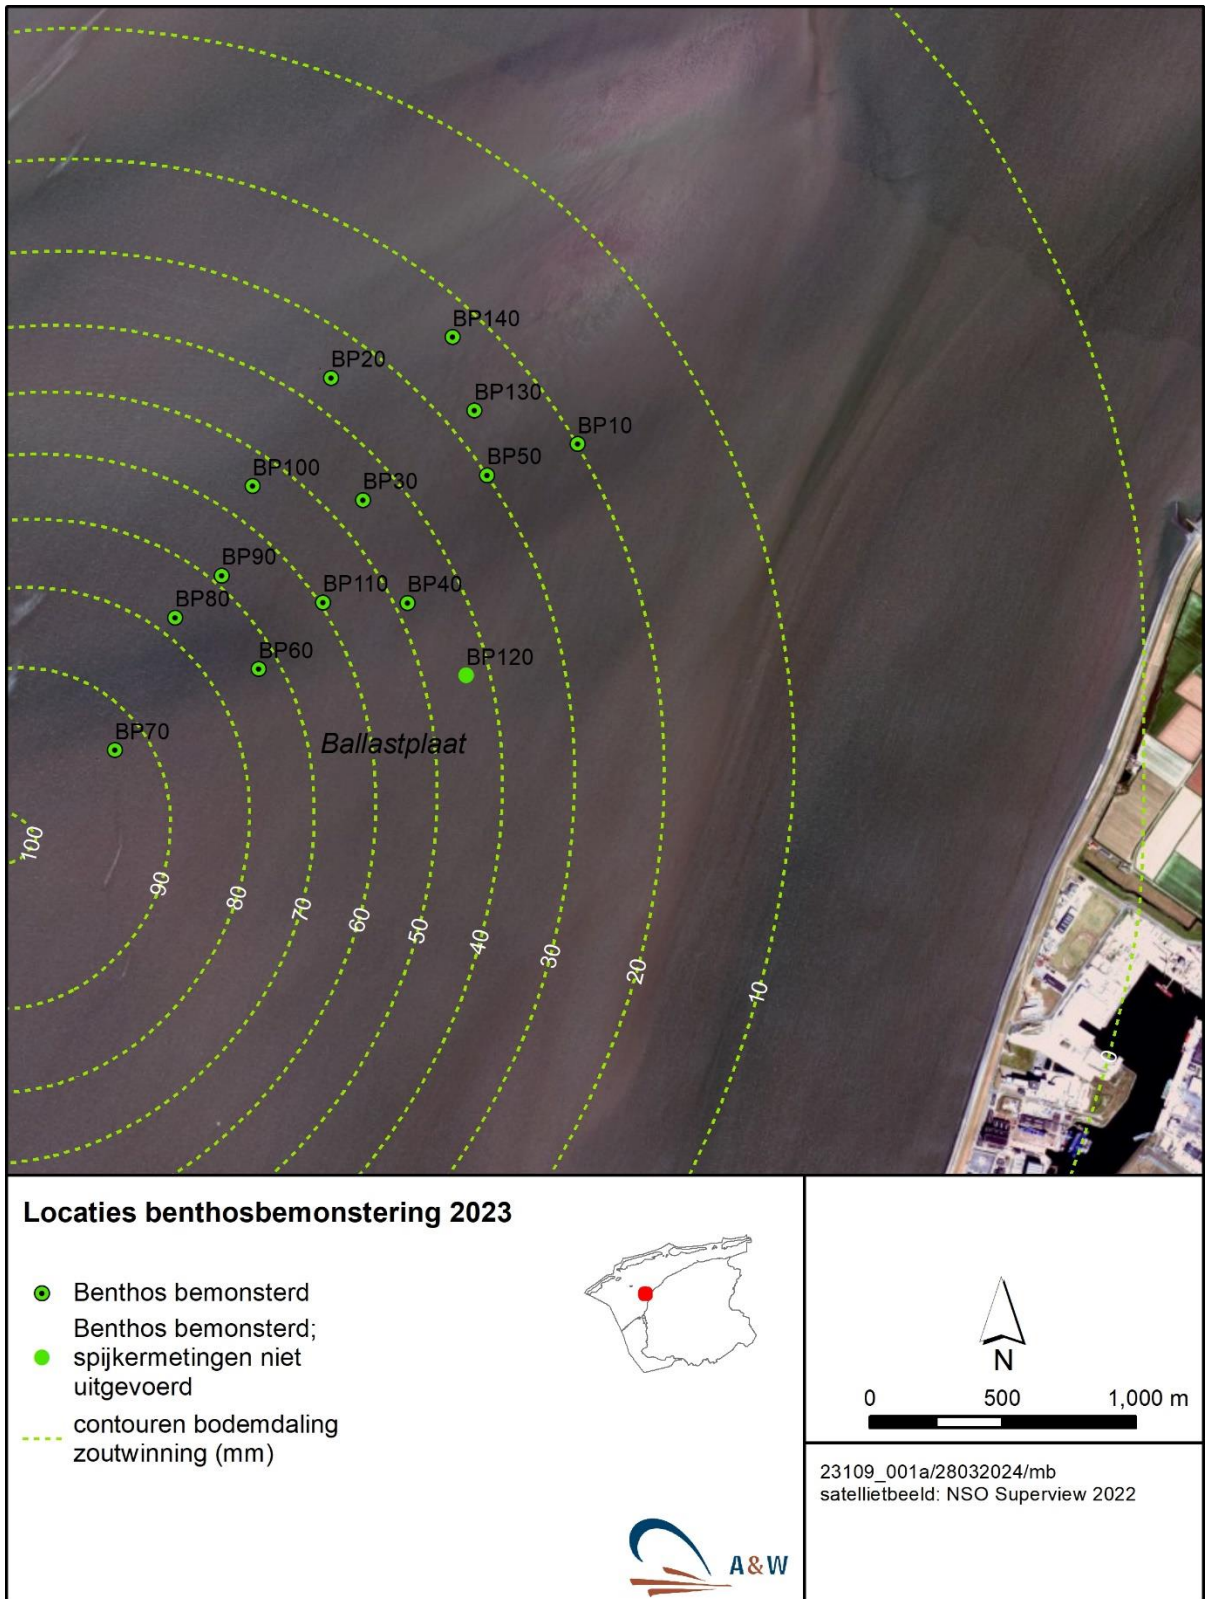 BP140
BP20
BP130
BP10
BP50
BP100
BP30
BP90
BP110
BP40
BP80
BP60
BP120
BP70
Ballastplaat
100
90
80
70
60
50
40
30
20
10
0
Locaties benthosbemonstering 2023
Benthos bemonsterd
Benthos bemonsterd;
spijkermetingen niet
uitgevoerd
contouren bodemdaling
zoutwinning (mm)
N
0 500 1,000 m
23109_001a/28032024/mb
satellietbeeld: NSO Superview 2022
A&W